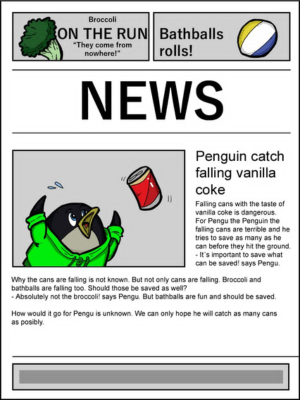 Broccoli
ON THE RUN
"They come from
nowhere!"
Bathballs
rolls!
NEWS
Penguin catch
falling vanilla
coke
Falling cans with the taste of
vanilla coke is dangerous.
For Pengu the Penguin the
falling cans are terrible and he
tries to save as many as he
can before they hit the ground.
- It´s important to save what
can be saved! says Pengu.
Why the cans are falling is not known. But not only cans are falling. Broccoli and
bathballs are falling too. Should those be saved as well?
- Absolutely not the broccoli! says Pengu. But bathballs are fun and should be saved.
How would it go for Pengu is unknown. We can only hope he will catch as many cans
as posibly.